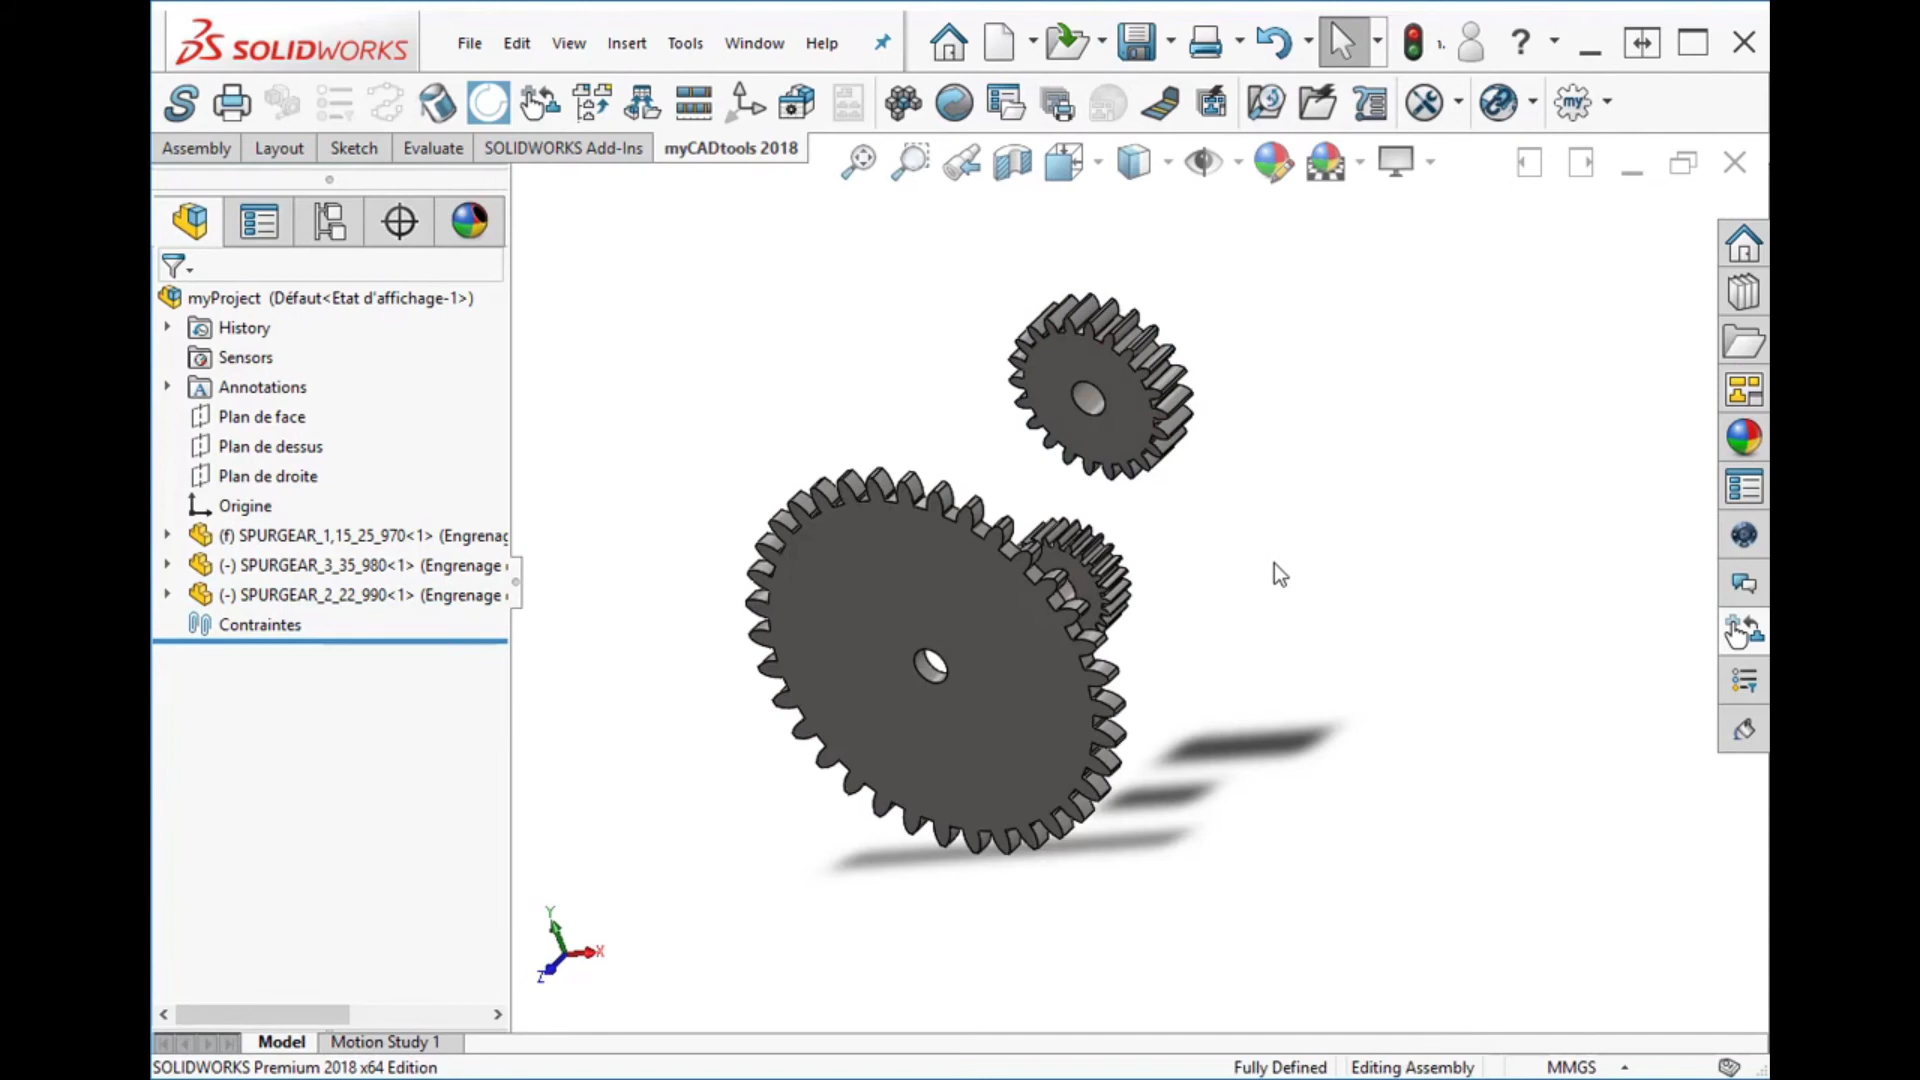 SOLIDWORKS
File Edit View Insert Tools Window Help
1.
?
my
Assembly Layout Sketch Evaluate SOLIDWORKS Add-Ins myCADtools 2018
myProject (Défaut<Etat d'affichage-1>)
History
Sensors
A Annotations
Plan de face
Plan de dessus
Plan de droite
Origine
(f) SPURGEAR_1,15_25_970<1> (Engrenag
(-) SPURGEAR_3_35_980<1> (Engrenage
(-) SPURGEAR_2_22_990<1> (Engrenage
Contraintes
Y
X
Z
Model Motion Study 1
SOLIDWORKS Premium 2018 x64 Edition Fully Defined Editing Assembly MMGS